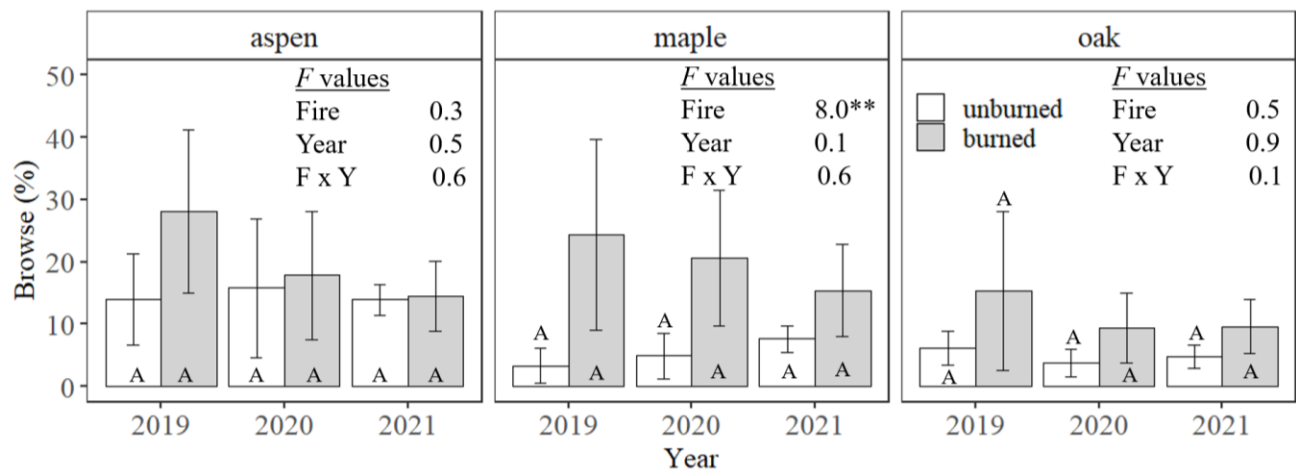 aspen
maple
oak
50
40
30
20
10
0
Browse (%)
F values
Fire 0.3
Year 0.5
F x Y 0.6
A A A A A A
2019 2020 2021
F values
Fire 8.0**
Year 0.1
F x Y 0.6
A A A A A A
2019 2020 2021
F values
Fire 0.5
Year 0.9
F x Y 0.1
unburned
burned
A A A A A A
2019 2020 2021
Year